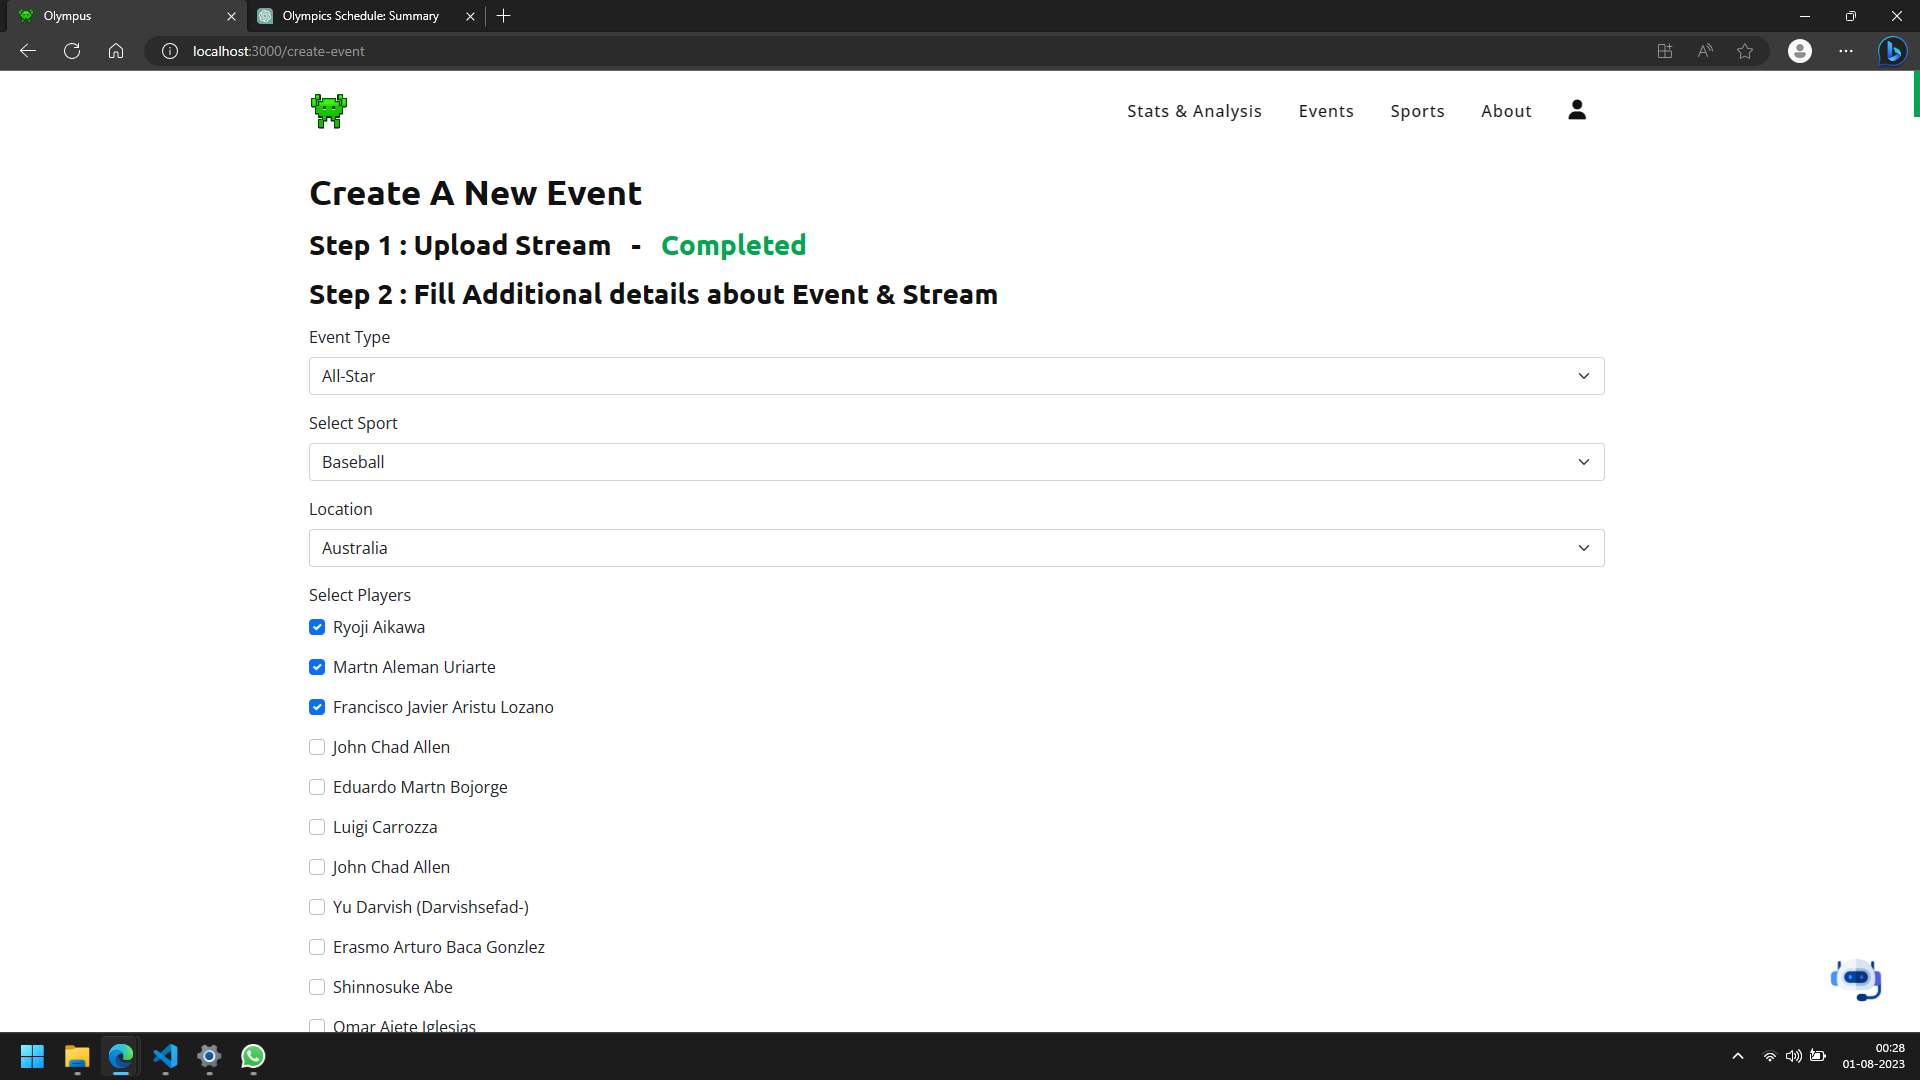 Olympus
Olympics Schedule: Summary
localhost:3000/create-event
Stats & Analysis
Events
Sports
About
Create A New Event
Step 1 : Upload Stream - Completed
Step 2 : Fill Additional details about Event & Stream
Event Type
All-Star
Select Sport
Baseball
Location
Australia
Select Players
Ryoji Aikawa
Martn Aleman Uriarte
Francisco Javier Aristu Lozano
John Chad Allen
Eduardo Martn Bojorge
Luigi Carrozza
John Chad Allen
Yu Darvish (Darvishsefad-)
Erasmo Arturo Baca Gonzlez
Shinnosuke Abe
Omar Ajete Iglesias
00:28
01-08-2023